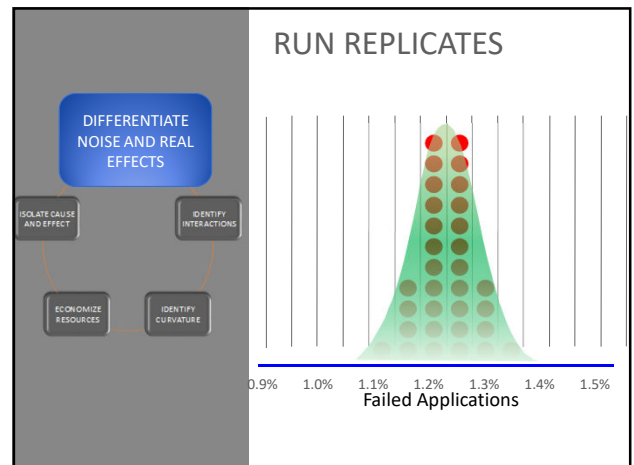 RUN REPLICATES
DIFFERENTIATE
NOISE AND REAL
EFFECTS
ISOLATE CAUSE
AND EFFECT
IDENTIFY
INTERACTIONS
ECONOMIZE
RESOURCES
IDENTIFY
CURVATURE
0.9% 1.0% 1.1% 1.2% 1.3% 1.4% 1.5%
Failed Applications